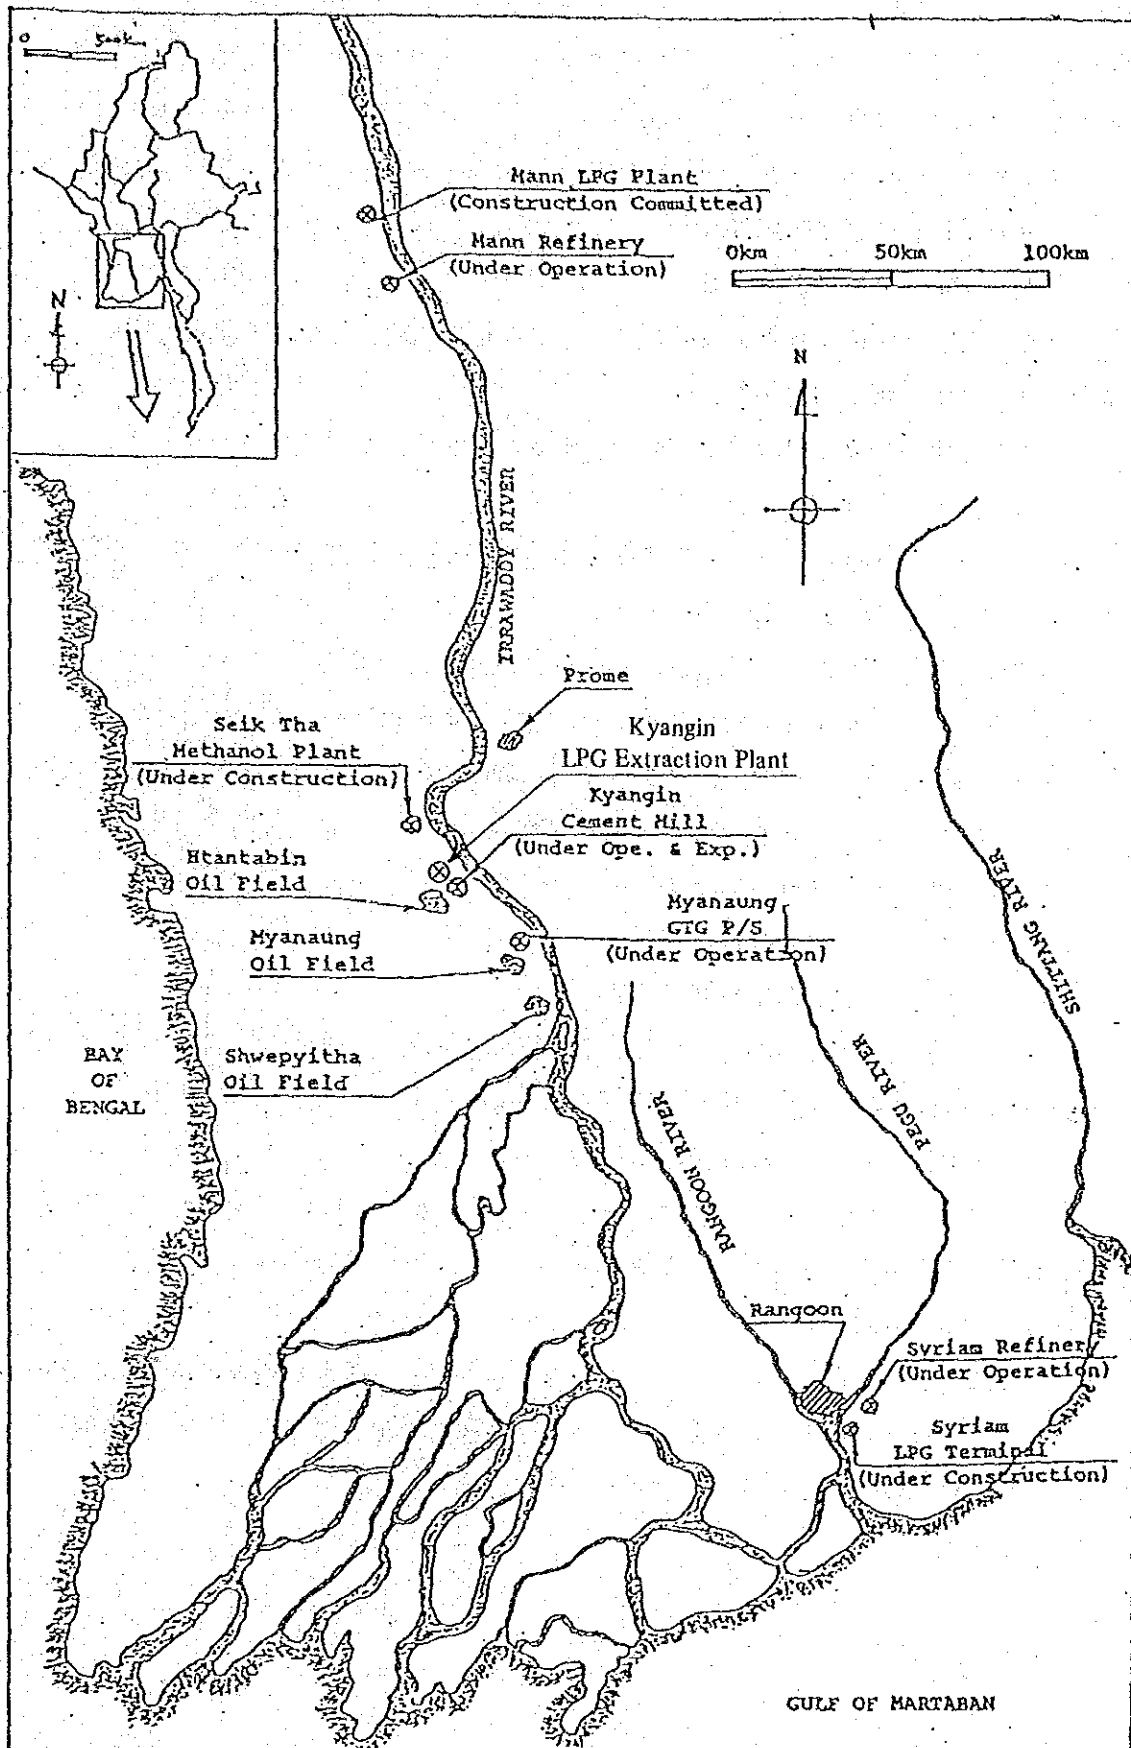 0 500km
N
Mann LPG Plant
(Construction Committed)
Mann Refinery
(Under Operation)
0km 50km 100km
N
IRRAWADDY RIVER
Prome
Seik Tha
Methanol Plant
(Under Construction)
Kyangin
LPG Extraction Plant
Kyangin
Cement Mill
(Under Ope. & Exp.)
Htantabin
Oil Field
Myanaung
GTG P/S
(Under Operation)
Myanaung
Oil Field
SHITTANG RIVER
Shwepyitha
Oil Field
BAY
OF
BENGAL
PEGU RIVER
RANGOON RIVER
Rangoon
Syriam Refiner
(Under Operation)
Syriam
LPG Terminal
(Under Construction)
GULF OF MARTABAN